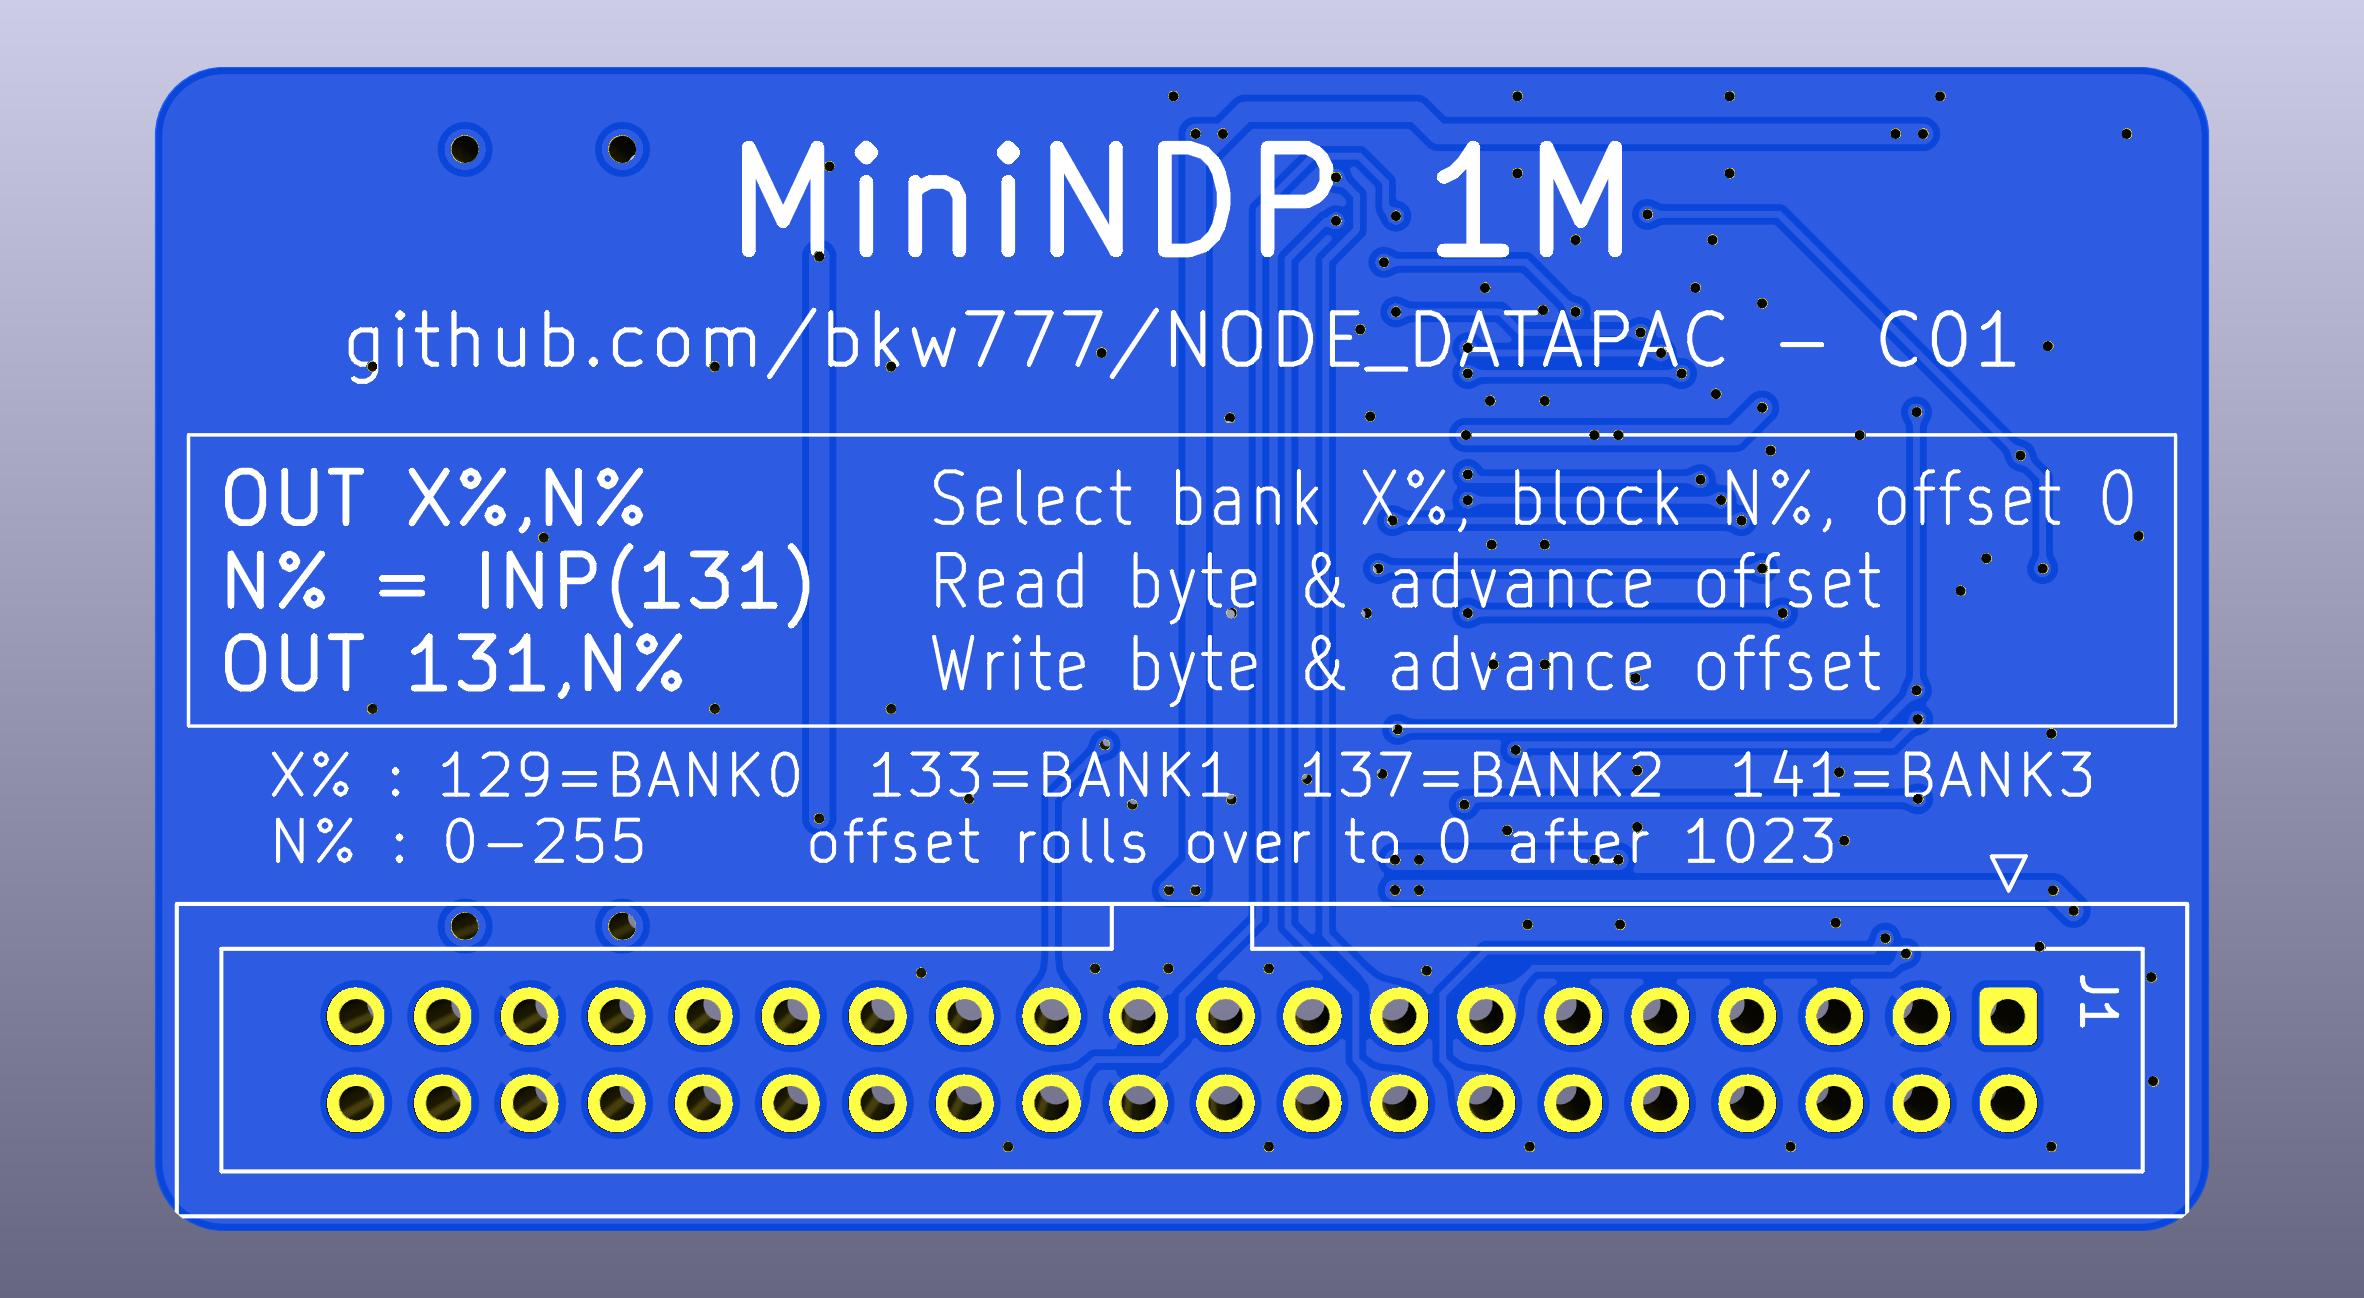 MiniNDP 1M
github.com/bkw777/NODE_DATAPAC - C01
OUT X%,N% Select bank X%, block N%, offset 0
N% = INP(131) Read byte & advance offset
OUT 131,N% Write byte & advance offset
X% : 129=BANK0 133=BANK1 137=BANK2 141=BANK3
N% : 0-255 offset rolls over to 0 after 1023
J1